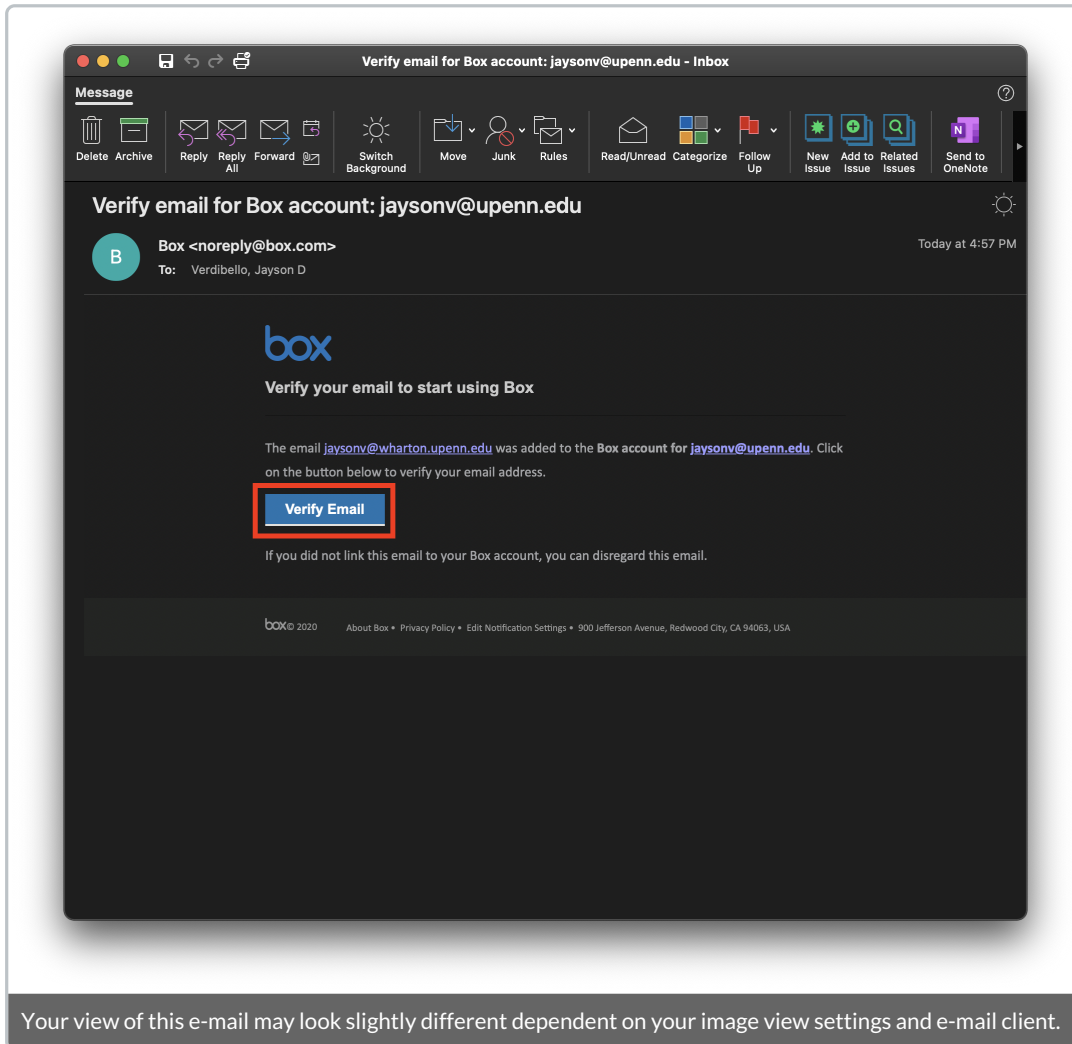 Verify email for Box account: jaysonv@upenn.edu - Inbox
Message
Delete Archive Reply Reply All Forward Switch Background Move Junk Rules Read/Unread Categorize Follow Up New Issue Add to Issue Related Issues Send to OneNote
Verify email for Box account: jaysonv@upenn.edu
B
Box <noreply@box.com>
Today at 4:57 PM
To: Verdibello, Jayson D
box
Verify your email to start using Box
The email jaysonv@wharton.upenn.edu was added to the Box account for jaysonv@upenn.edu. Click
on the button below to verify your email address.
Verify Email
If you did not link this email to your Box account, you can disregard this email.
box© 2020 About Box • Privacy Policy • Edit Notification Settings • 900 Jefferson Avenue, Redwood City, CA 94063, USA
Your view of this e-mail may look slightly different dependent on your image view settings and e-mail client.